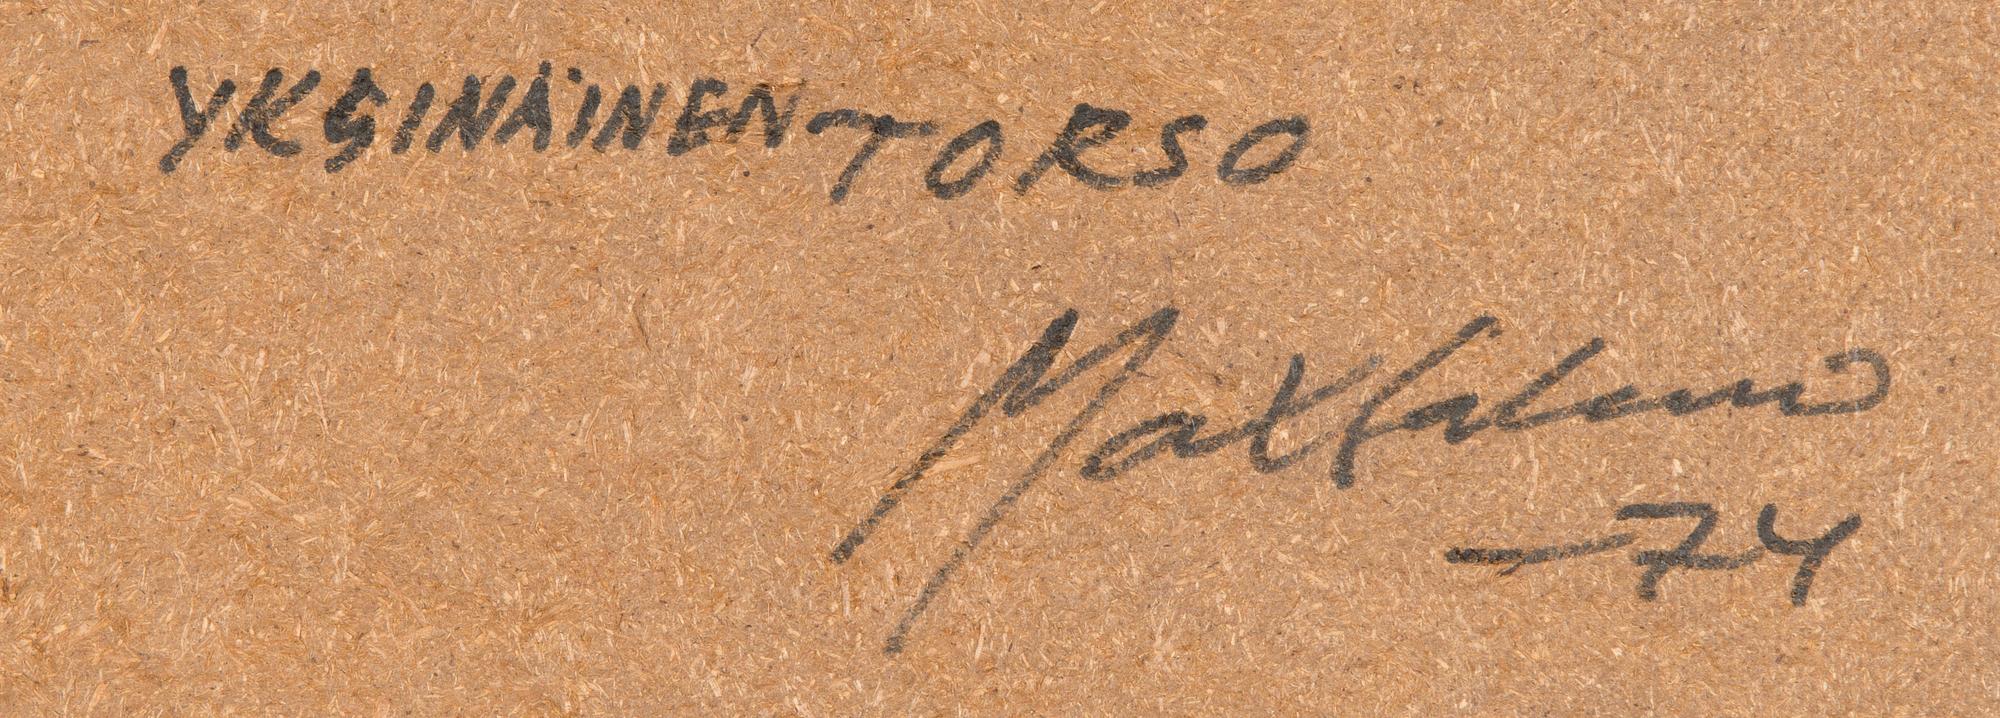 YKSINÄINEN TORSO
-74